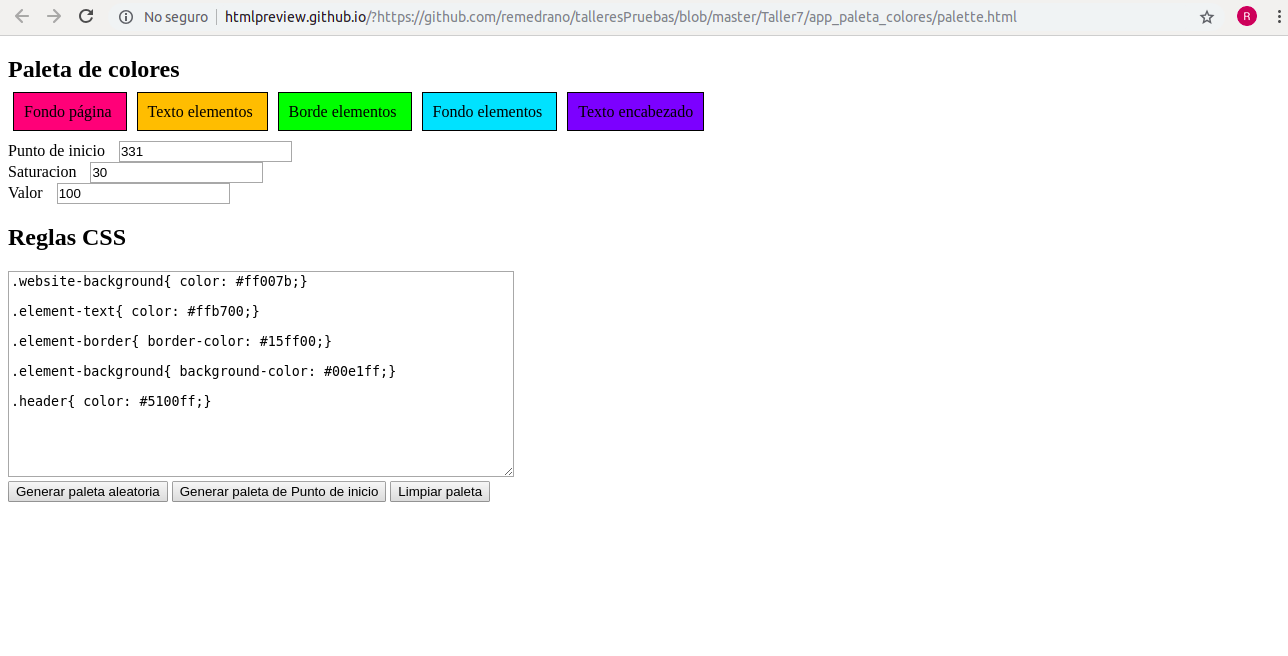 No seguro
htmlpreview.github.io/?https://github.com/remedrano/talleresPruebas/blob/master/Taller7/app_paleta_colores/palette.html
R
Paleta de colores
Fondo página Texto elementos Borde elementos Fondo elementos Texto encabezado
Punto de inicio 331
Saturacion 30
Valor 100
Reglas CSS
.website-background{ color: #ff007b;}
.element-text{ color: #ffb700;}
.element-border{ border-color: #15ff00;}
.element-background{ background-color: #00e1ff;}
.header{ color: #5100ff;}
Generar paleta aleatoria Generar paleta de Punto de inicio Limpiar paleta